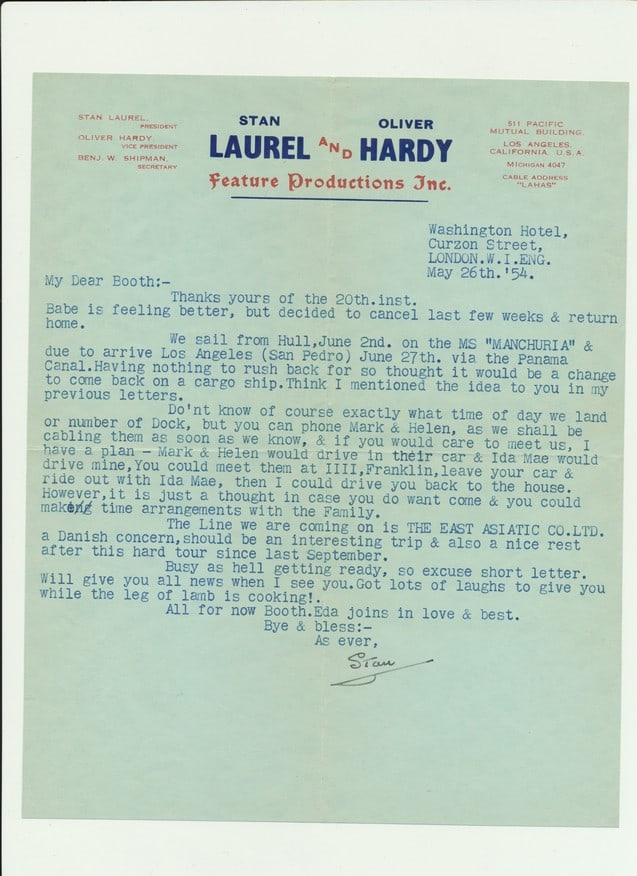 STAN LAUREL,
PRESIDENT
OLIVER HARDY
VICE PRESIDENT
BENJ. W. SHIPMAN,
SECRETARY
STAN OLIVER
LAUREL AND HARDY
Feature Productions Inc.
511 PACIFIC
MUTUAL BUILDING.
LOS ANGELES,
CALIFORNIA. U.S.A.
MICHIGAN 4047
CABLE ADDRESS
"LAHAS"
Washington Hotel,
Curzon Street,
LONDON.W.I.ENG.
May 26th.'54.
My Dear Booth:-
Thanks yours of the 20th.inst.
Babe is feeling better, but decided to cancel last few weeks & return
home.
We sail from Hull,June 2nd. on the MS "MANCHURIA" &
due to arrive Los Angeles (San Pedro) June 27th. via the Panama
Canal.Having nothing to rush back for so thought it would be a change
to come back on a cargo ship.Think I mentioned the idea to you in my
previous letters.
Do'nt know of course exactly what time of day we land
or number of Dock, but you can phone Mark & Helen, as we shall be
cabling them as soon as we know, & if you would care to meet us, I
have a plan - Mark & Helen would drive in their car & Ida Mae would
drive mine,You could meet them at IIII,Franklin,leave your car &
ride out with Ida Mae, then I could drive you back to the house.
However,it is just a thought in case you do want come & you could
make time arrangements with the Family.
The Line we are coming on is THE EAST ASIATIC CO.LTD.
a Danish concern,should be an interesting trip & also a nice rest
after this hard tour since last September.
Busy as hell getting ready, so excuse short letter.
Will give you all news when I see you.Got lots of laughs to give you
while the leg of lamb is cooking!.
All for now Booth.Eda joins in love & best.
Bye & bless:-
As ever,
Stan